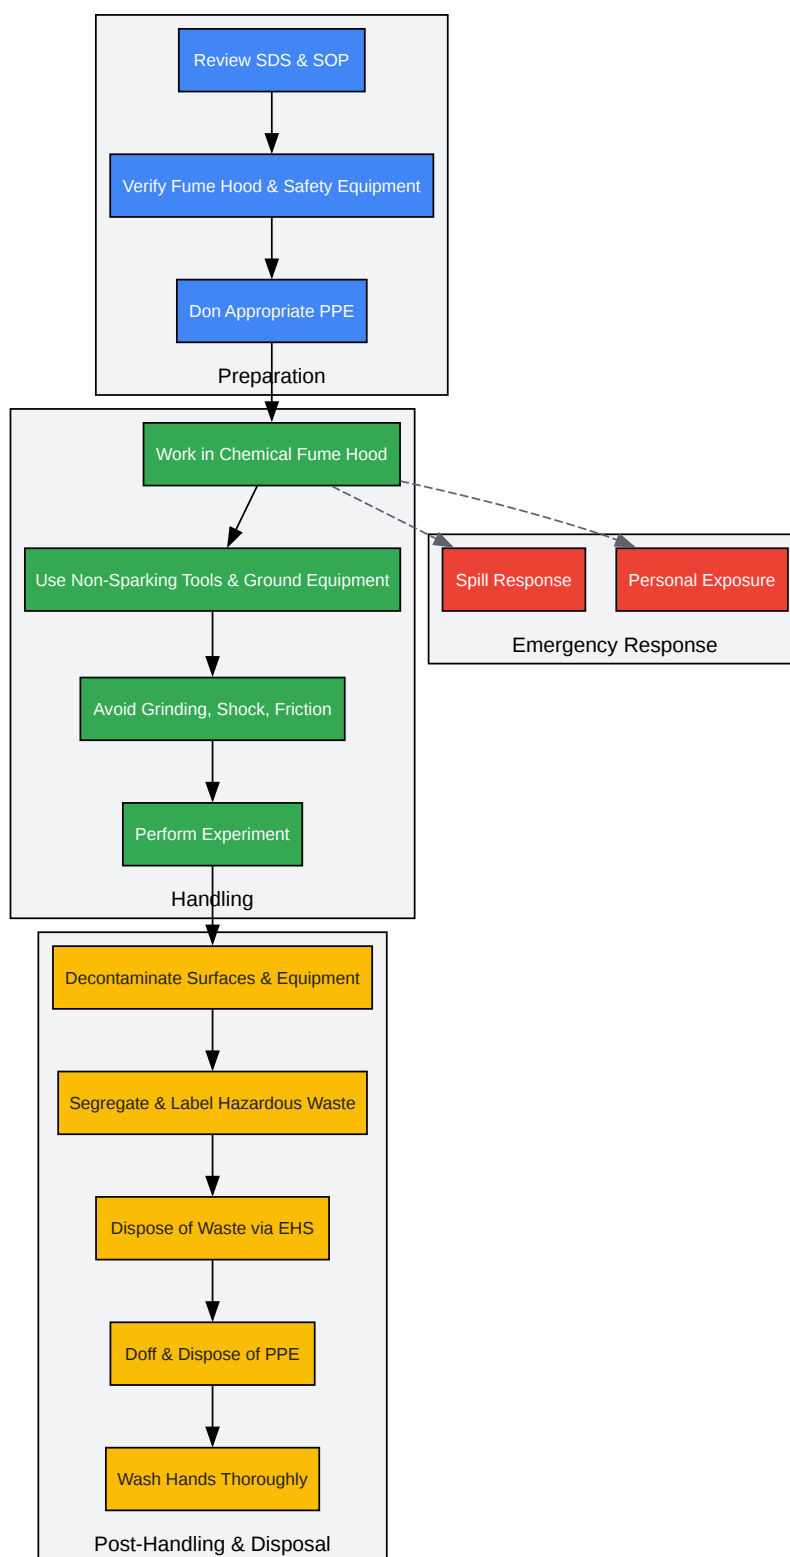 Review SDS & SOP
Verify Fume Hood & Safety Equipment
Don Appropriate PPE
Preparation
Work in Chemical Fume Hood
Use Non-Sparking Tools & Ground Equipment
Spill Response
Personal Exposure
Emergency Response
Avoid Grinding, Shock, Friction
Perform Experiment
Handling
Decontaminate Surfaces & Equipment
Segregate & Label Hazardous Waste
Dispose of Waste via EHS
Doff & Dispose of PPE
Wash Hands Thoroughly
Post-Handling & Disposal